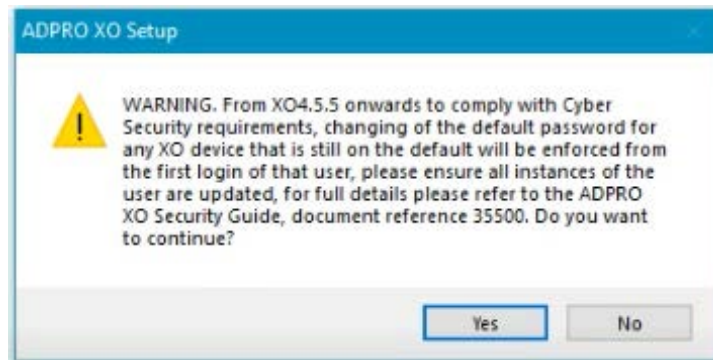 ADPRO XO Setup
WARNING. From XO4.5.5 onwards to comply with Cyber
Security requirements, changing of the default password for
any XO device that is still on the default will be enforced from
the first login of that user, please ensure all instances of the
user are updated, for full details please refer to the ADPRO
XO Security Guide, document reference 35500. Do you want
to continue?
Yes
No